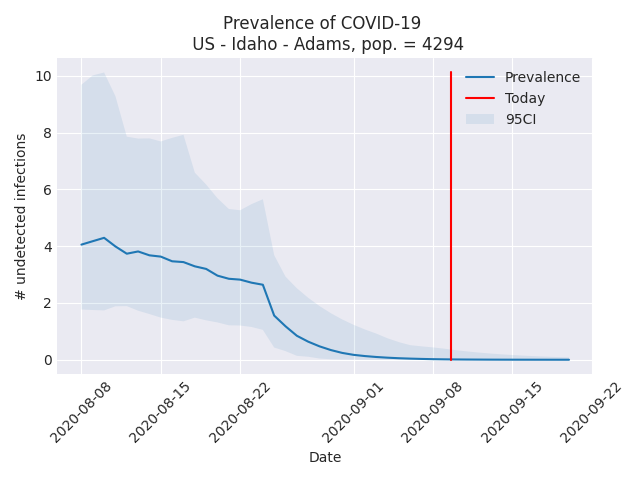 Prevalence of COVID-19
US - Idaho - Adams, pop. = 4294
Prevalence
Today
95CI
# undetected infections
10
8
6
4
2
0
2020-08-08
2020-08-15
2020-08-22
2020-09-01
2020-09-08
2020-09-15
2020-09-22
Date